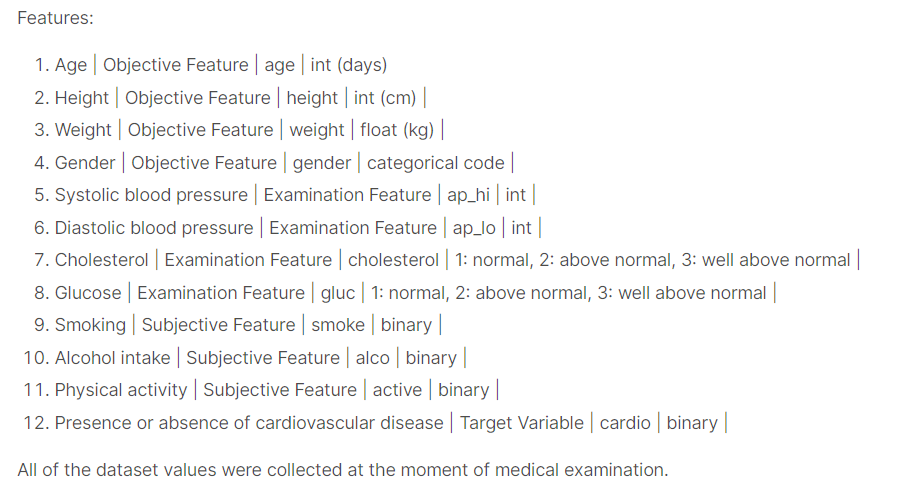 Features:
1. Age | Objective Feature | age | int (days)
2. Height | Objective Feature | height | int (cm) |
3. Weight | Objective Feature | weight | float (kg) |
4. Gender | Objective Feature | gender | categorical code |
5. Systolic blood pressure | Examination Feature | ap_hi | int |
6. Diastolic blood pressure | Examination Feature | ap_lo | int |
7. Cholesterol | Examination Feature | cholesterol | 1: normal, 2: above normal, 3: well above normal |
8. Glucose | Examination Feature | gluc | 1: normal, 2: above normal, 3: well above normal |
9. Smoking | Subjective Feature | smoke | binary |
10. Alcohol intake | Subjective Feature | alco | binary |
11. Physical activity | Subjective Feature | active | binary |
12. Presence or absence of cardiovascular disease | Target Variable | cardio | binary |
All of the dataset values were collected at the moment of medical examination.